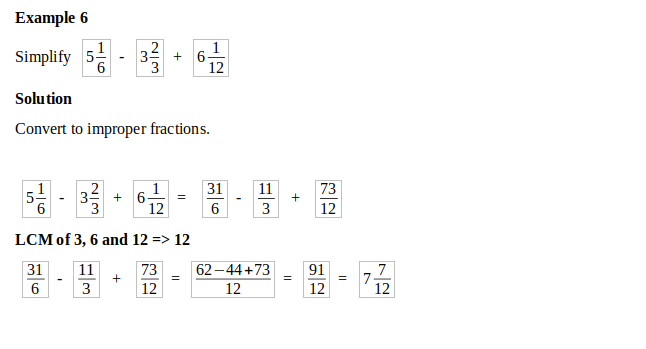 Example 6
Simplify 5 1/6 - 3 2/3 + 6 1/12
Solution
Convert to improper fractions.
5 1/6 - 3 2/3 + 6 1/12 = 31/6 - 11/3 + 73/12
LCM of 3, 6 and 12 => 12
31/6 - 11/3 + 73/12 = 62−44+73/12 = 91/12 = 7 7/12